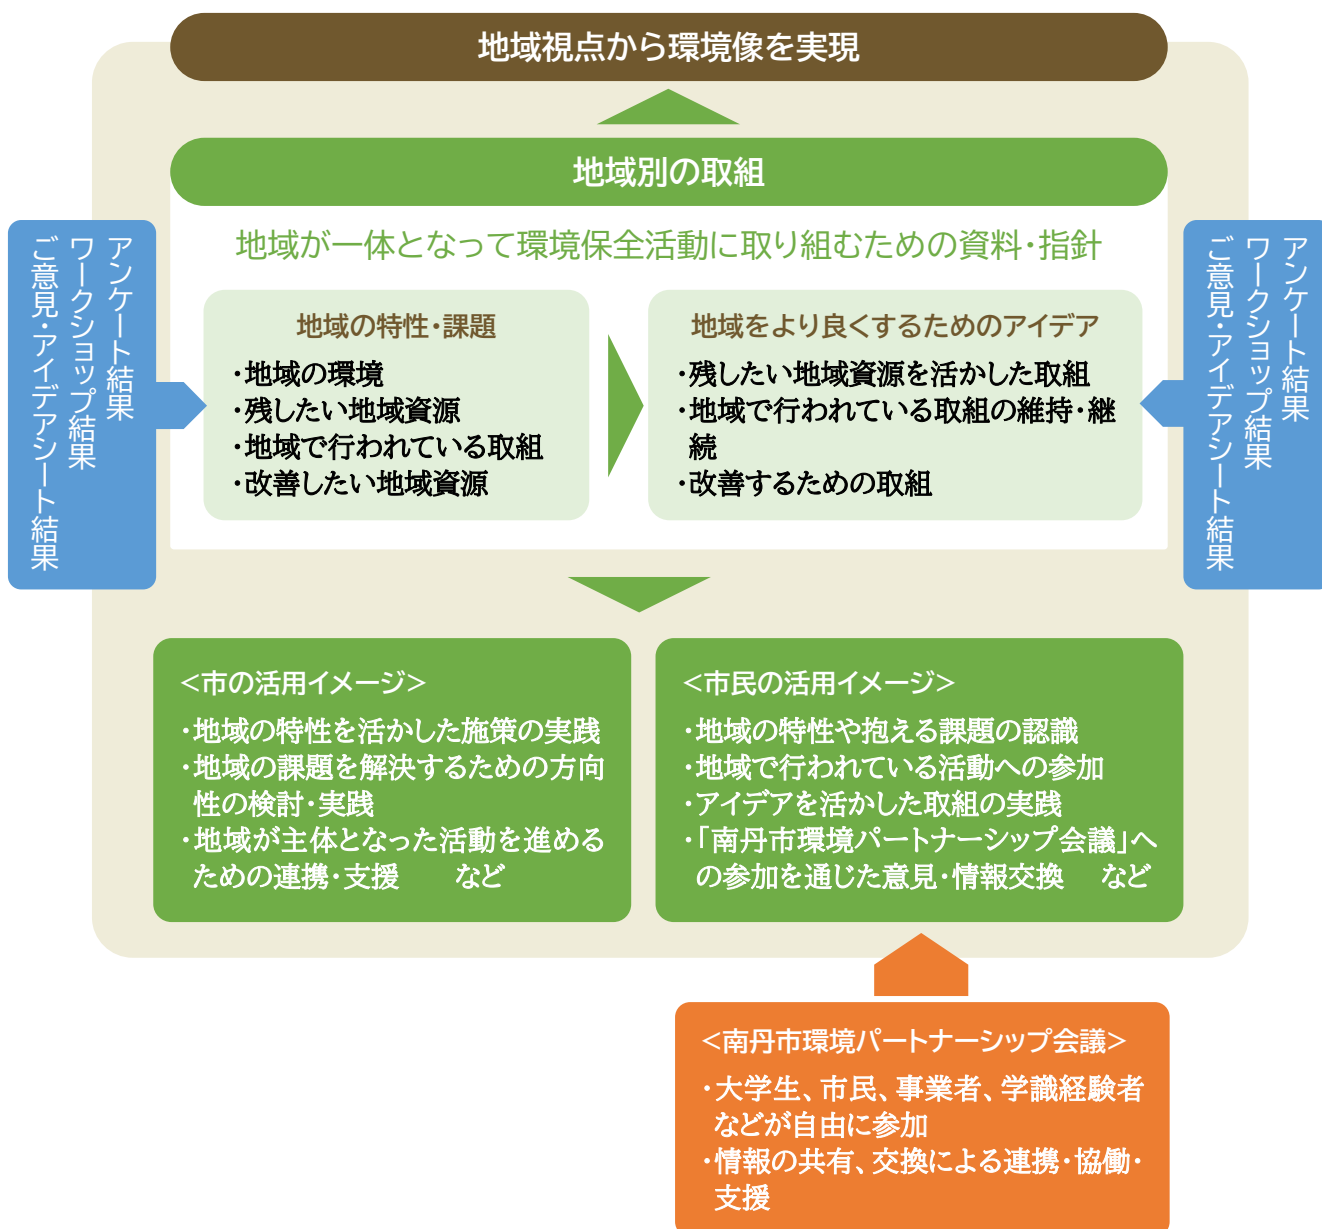 地域視点から環境像を実現
地域別の取組
地域が一体となって環境保全活動に取り組むための資料・指針
アンケート結果
ワークショップ結果
ご意見・アイデアシート結果
地域の特性・課題
・地域の環境
・残したい地域資源
・地域で行われている取組
・改善したい地域資源
地域をより良くするためのアイデア
・残したい地域資源を活かした取組
・地域で行われている取組の維持・継
続
・改善するための取組
アンケート結果
ワークショップ結果
ご意見・アイデアシート結果
<市の活用イメージ>
・地域の特性を活かした施策の実践
・地域の課題を解決するための方向
性の検討・実践
・地域が主体となった活動を進める
ための連携・支援　　など
<市民の活用イメージ>
・地域の特性や抱える課題の認識
・地域で行われている活動への参加
・アイデアを活かした取組の実践
・「南丹市環境パートナーシップ会議」へ
の参加を通じた意見・情報交換　など
<南丹市環境パートナーシップ会議>
・大学生、市民、事業者、学識経験者
などが自由に参加
・情報の共有、交換による連携・協働・
支援